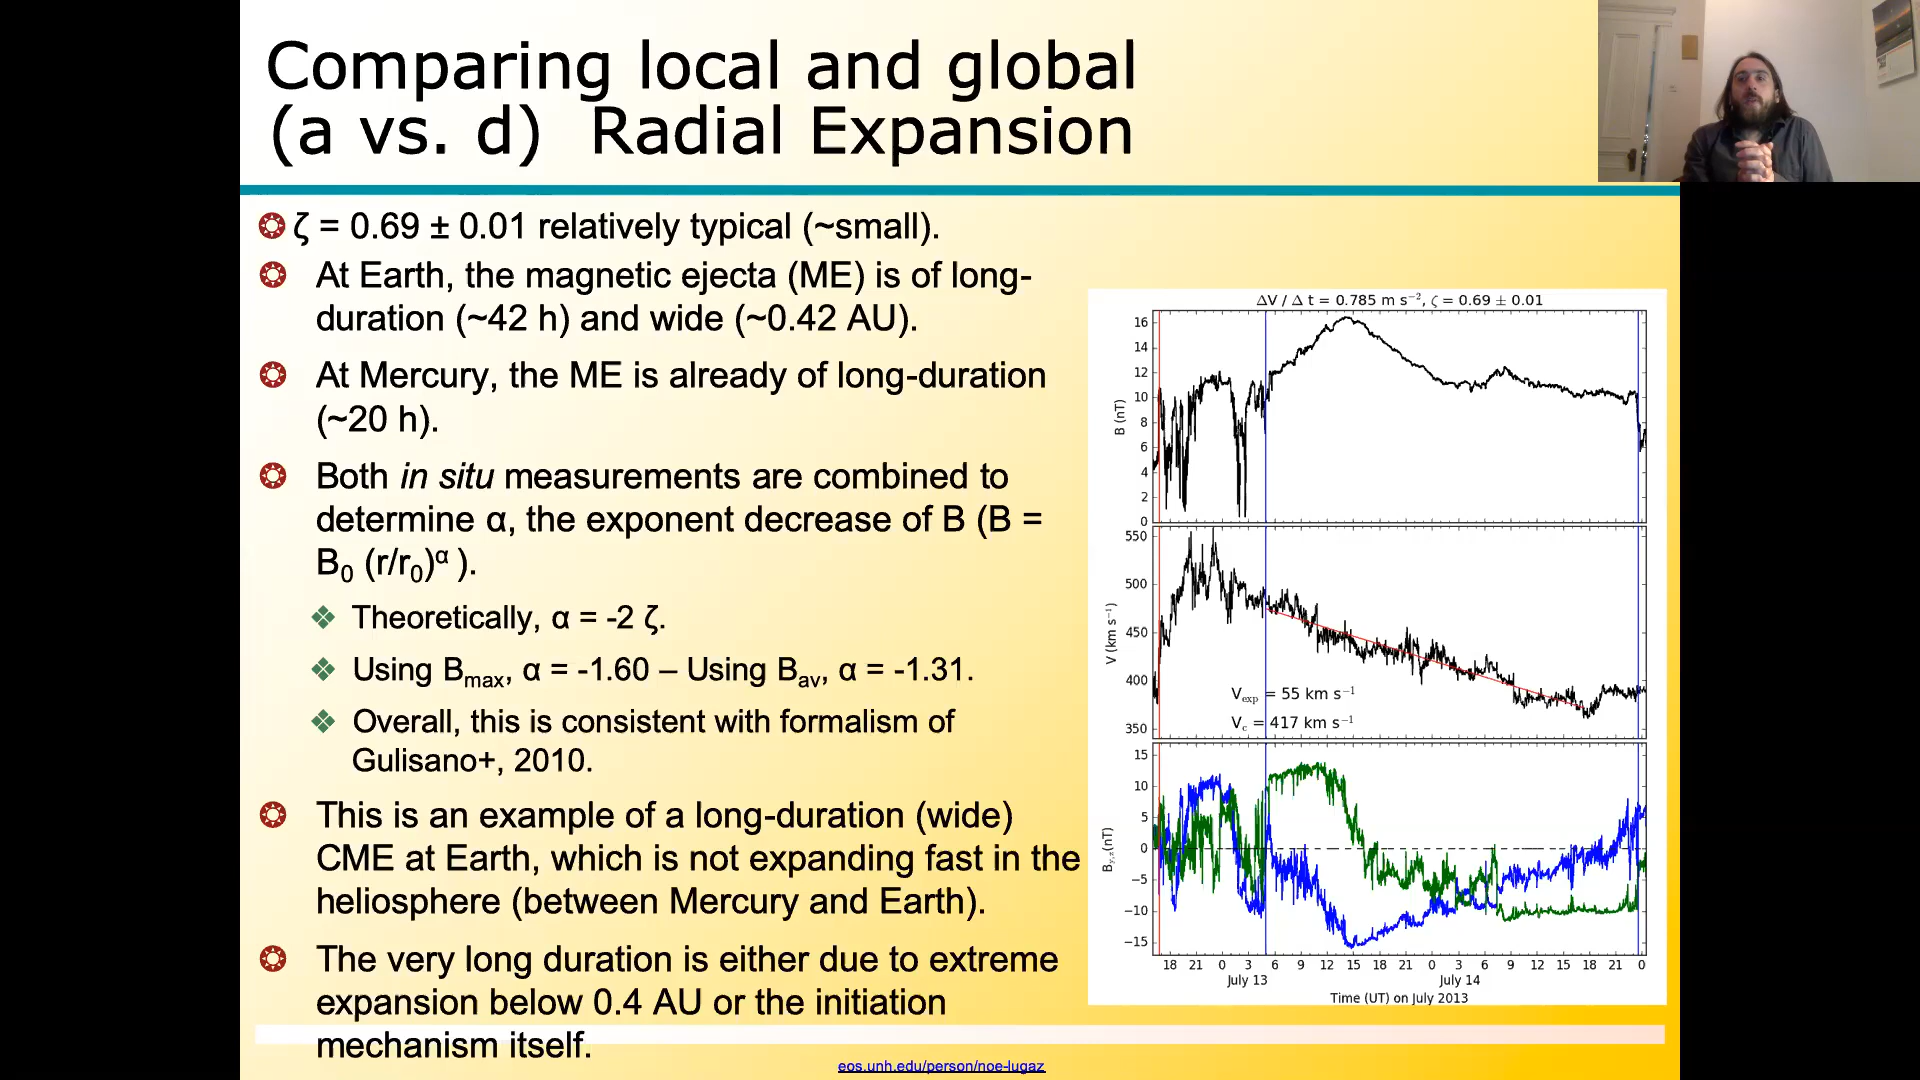 Comparing local and global
(a vs. d) Radial Expansion
ζ = 0.69 ± 0.01 relatively typical (~small).
At Earth, the magnetic ejecta (ME) is of long-
duration (~42 h) and wide (~0.42 AU).
At Mercury, the ME is already of long-duration
(~20 h).
Both in situ measurements are combined to
determine α, the exponent decrease of B (B =
B₀ (r/r₀)ᵅ ).
Theoretically, α = -2 ζ.
Using Bmax, α = -1.60 – Using Bav, α = -1.31.
Overall, this is consistent with formalism of
Gulisano+, 2010.
This is an example of a long-duration (wide)
CME at Earth, which is not expanding fast in the
heliosphere (between Mercury and Earth).
The very long duration is either due to extreme
expansion below 0.4 AU or the initiation
mechanism itself.
ΔV / Δ t = 0.785 m s⁻², ζ = 0.69 ± 0.01
16
14
12
10
8
6
4
2
0
B (nT)
550
500
450
400
350
V (km s⁻¹)
Vexp = 55 km s⁻¹
Vc = 417 km s⁻¹
15
10
5
0
−5
−10
−15
By,z(nT)
18 21 0 3 6 9 12 15 18 21 0 3 6 9 12 15 18 21 0
July 13 July 14
Time (UT) on July 2013
eos.unh.edu/person/noe-lugaz